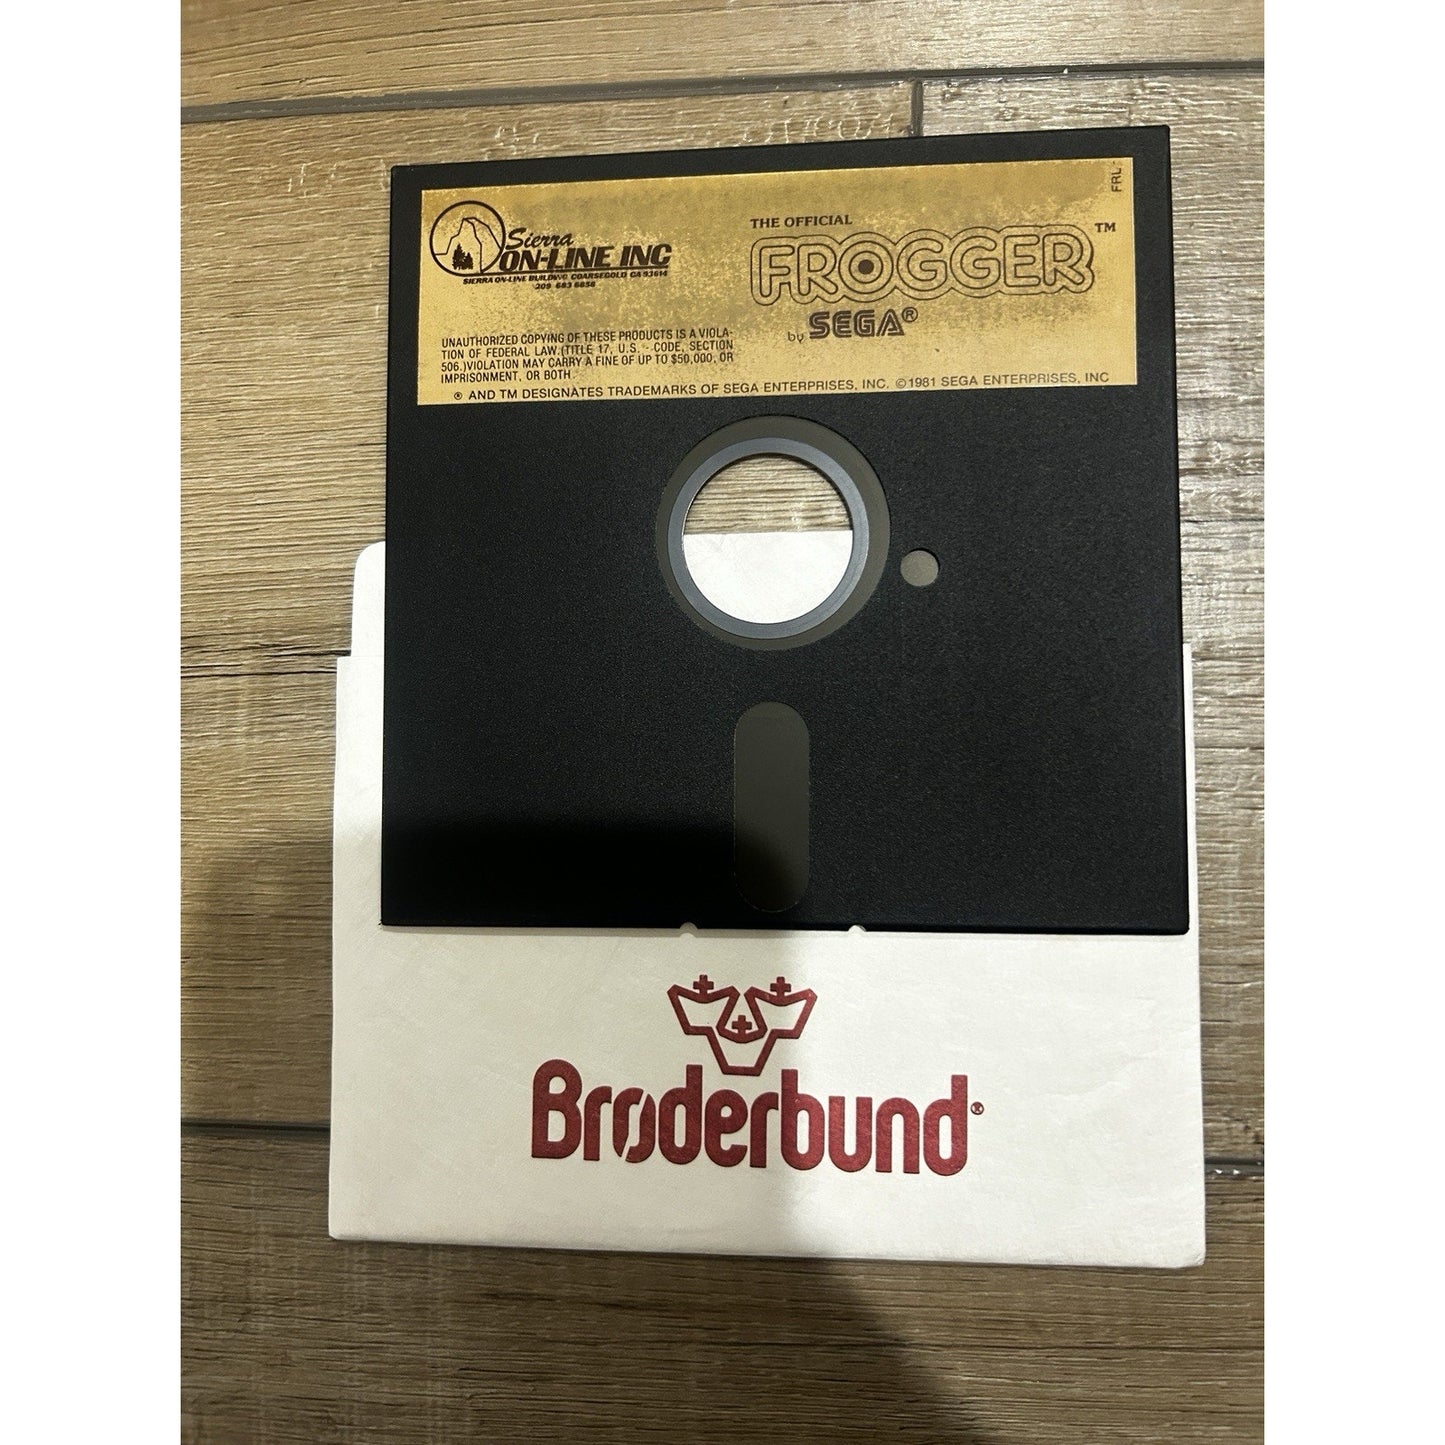 FRL-
Sierra
ON-LINE INC
SIERRA ON-LINE BUILDING COARSEGOLD CA 93614
209 683 6858
THE OFFICIAL
FROGGER™
by SEGA®
UNAUTHORIZED COPYING OF THESE PRODUCTS IS A VIOLA-
TION OF FEDERAL LAW.(TITLE 17, U.S. - CODE, SECTION
506.)VIOLATION MAY CARRY A FINE OF UP TO $50,000, OR
IMPRISONMENT, OR BOTH
® AND TM DESIGNATES TRADEMARKS OF SEGA ENTERPRISES, INC. ©1981 SEGA ENTERPRISES, INC
Brøderbund®